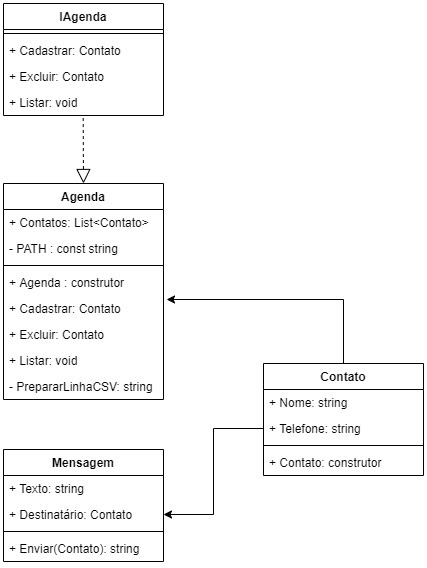 IAgenda
+ Cadastrar: Contato
+ Excluir: Contato
+ Listar: void
Agenda
+ Contatos: List<Contato>
- PATH : const string
+ Agenda : construtor
+ Cadastrar: Contato
+ Excluir: Contato
+ Listar: void
- PrepararLinhaCSV: string
Contato
+ Nome: string
+ Telefone: string
+ Contato: construtor
Mensagem
+ Texto: string
+ Destinatário: Contato
+ Enviar(Contato): string